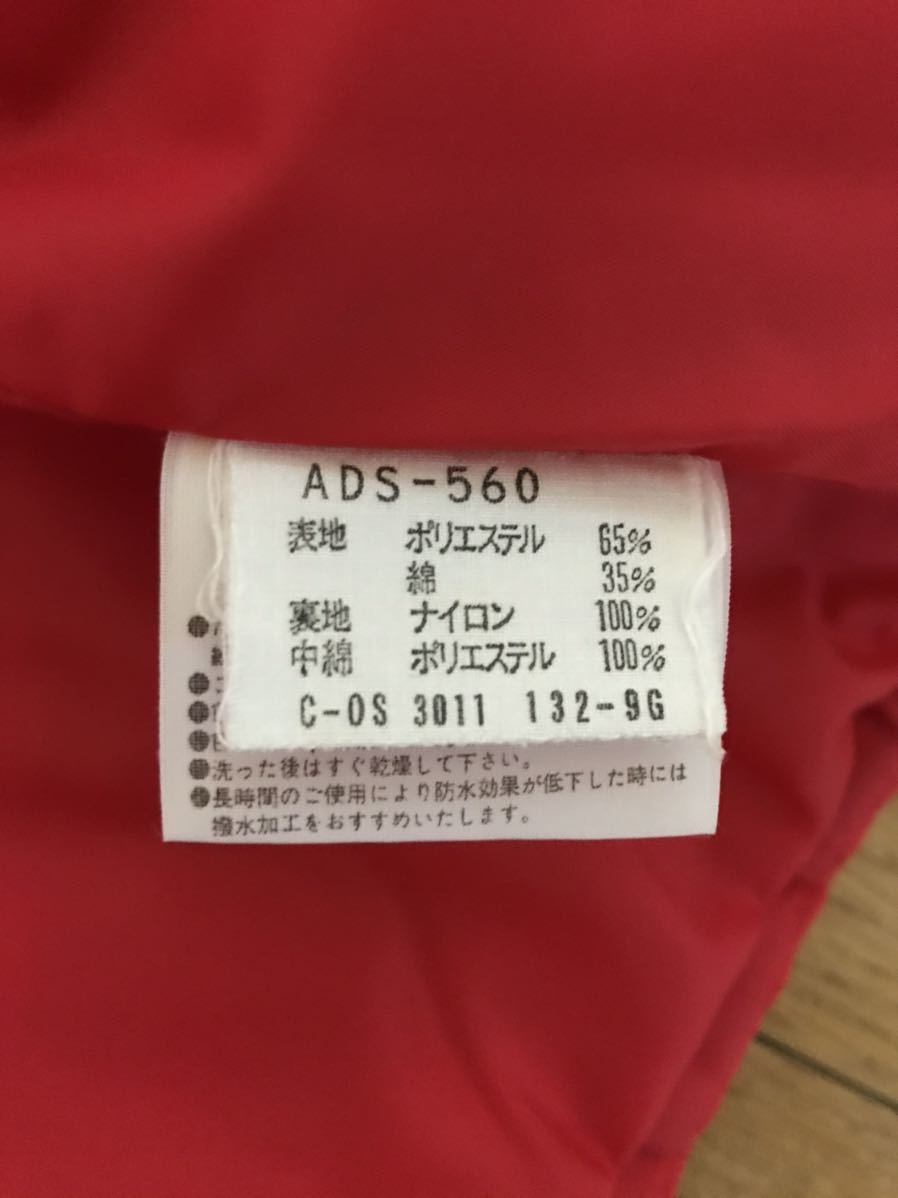 ADS-560
表地 ポリエステル 65%
綿 35%
裏地 ナイロン 100%
中綿 ポリエステル 100%
C-OS 3011 132-9G
●洗った後はすぐ乾燥して下さい。
●長時間のご使用により防水効果が低下した時には
撥水加工をおすすめいたします。